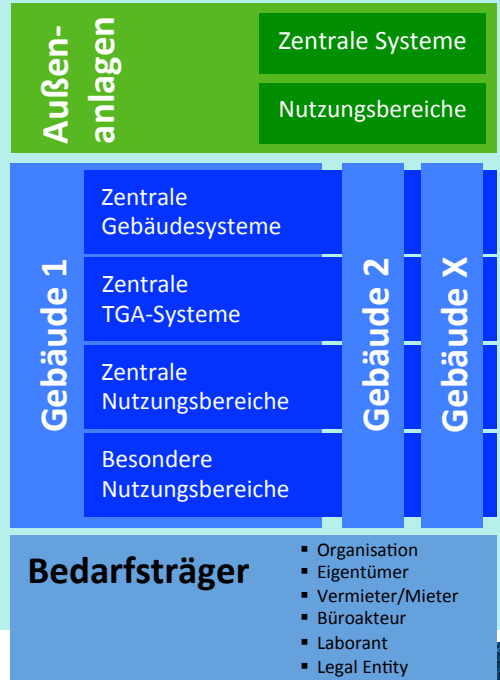 Außen-
anlagen
Zentrale Systeme
Nutzungsbereiche
Gebäude 1
Zentrale
Gebäudesysteme
Zentrale
TGA-Systeme
Zentrale
Nutzungsbereiche
Besondere
Nutzungsbereiche
Gebäude 2
Gebäude X
Bedarfsträger
▪ Organisation
▪ Eigentümer
▪ Vermieter/Mieter
▪ Büroakteur
▪ Laborant
▪ Legal Entity